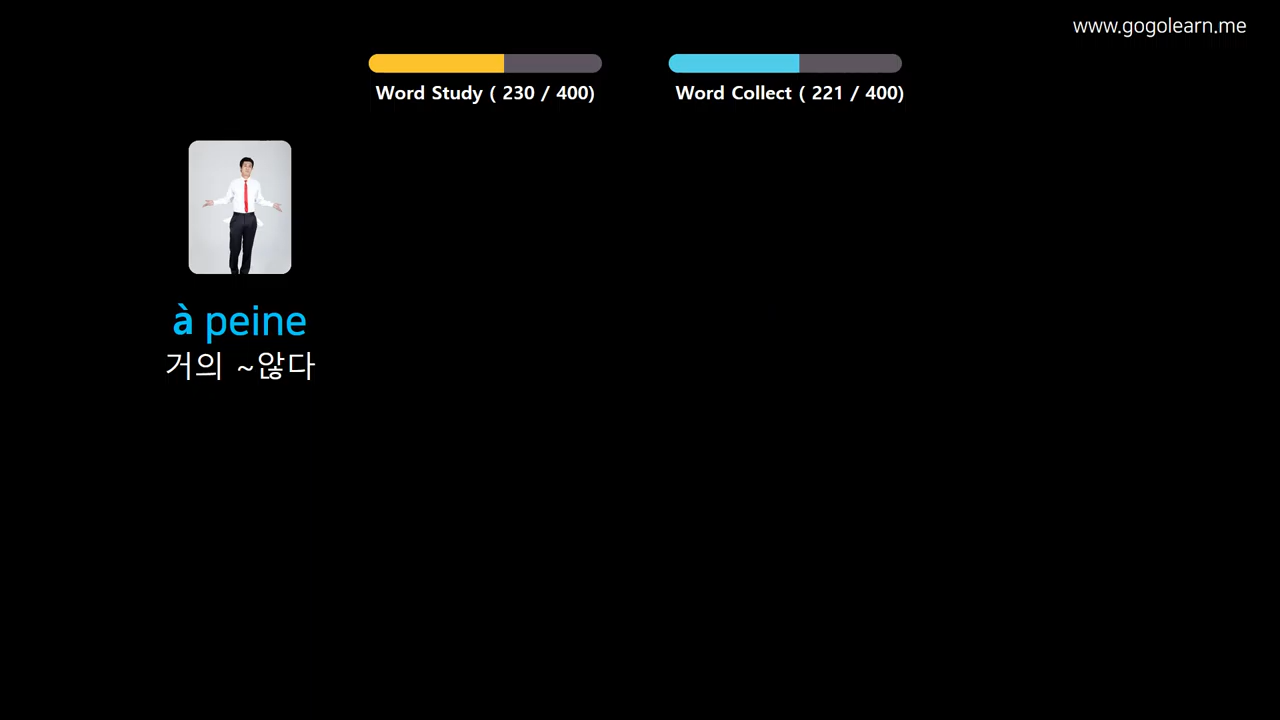 www.gogolearn.me
Word Study ( 230 / 400)
Word Collect ( 221 / 400)
à peine
거의 ~않다